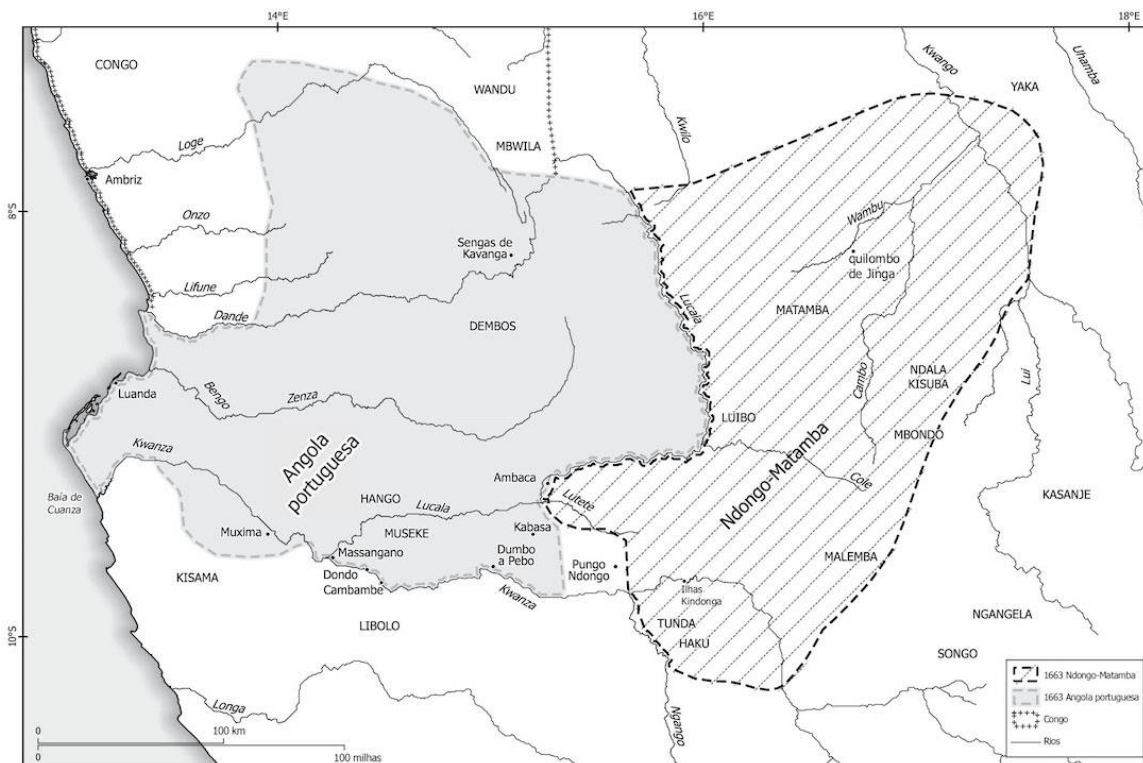 14°E
16°E
18°E
CONGO
WANDU
Kwango
Uhamba
YAKA
Loge
MBWILA
Kwilo
Ambriz
8°S
Onzo
Wambu
Sengas de
Kavanga
quilombo
de Jinga
Lifune
Lucala
MATAMBA
Dande
DEMBOS
Cambo
NDALA
KISUBA
Lui
Luanda
Bengo
Zenza
LUIBO
MBONDO
Kwanza
Angola
portuguesa
Ndongo-Matamba
Ambaca
Cole
Baía de
Cuanza
HANGO
Lucala
Lutete
KASANJE
Muxima
MUSEKE
Kabasa
Massangano
Dumbo
a Pebo
Pungo
Ndongo
MALEMBA
KISAMA
Dondo
Cambambe
Kwanza
Ilhas
Kindonga
NGANGELA
LIBOLO
TUNDA
10°S
HAKU
SONGO
Longa
Ngango
1663 Ndongo-Matamba
1663 Angola portuguesa
Congo
Rios
0
100 km
0
100 milhas